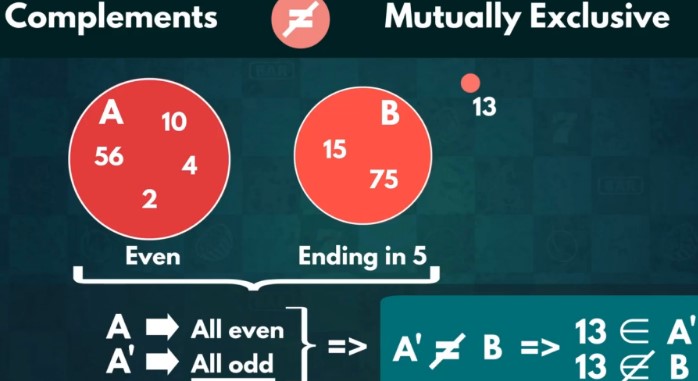 Complements ≠ Mutually Exclusive
A 10
56 4
2
B
15
75
13
Even
Ending in 5
A ➡ All even
A' ➡ All odd
} => A' ≠ B => 13 ∈ A'
13 ∉ B